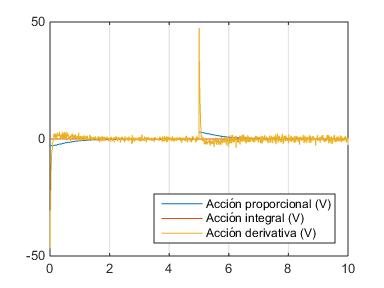 50
0
-50
Acción proporcional (V)
Acción integral (V)
Acción derivativa (V)
0 2 4 6 8 10